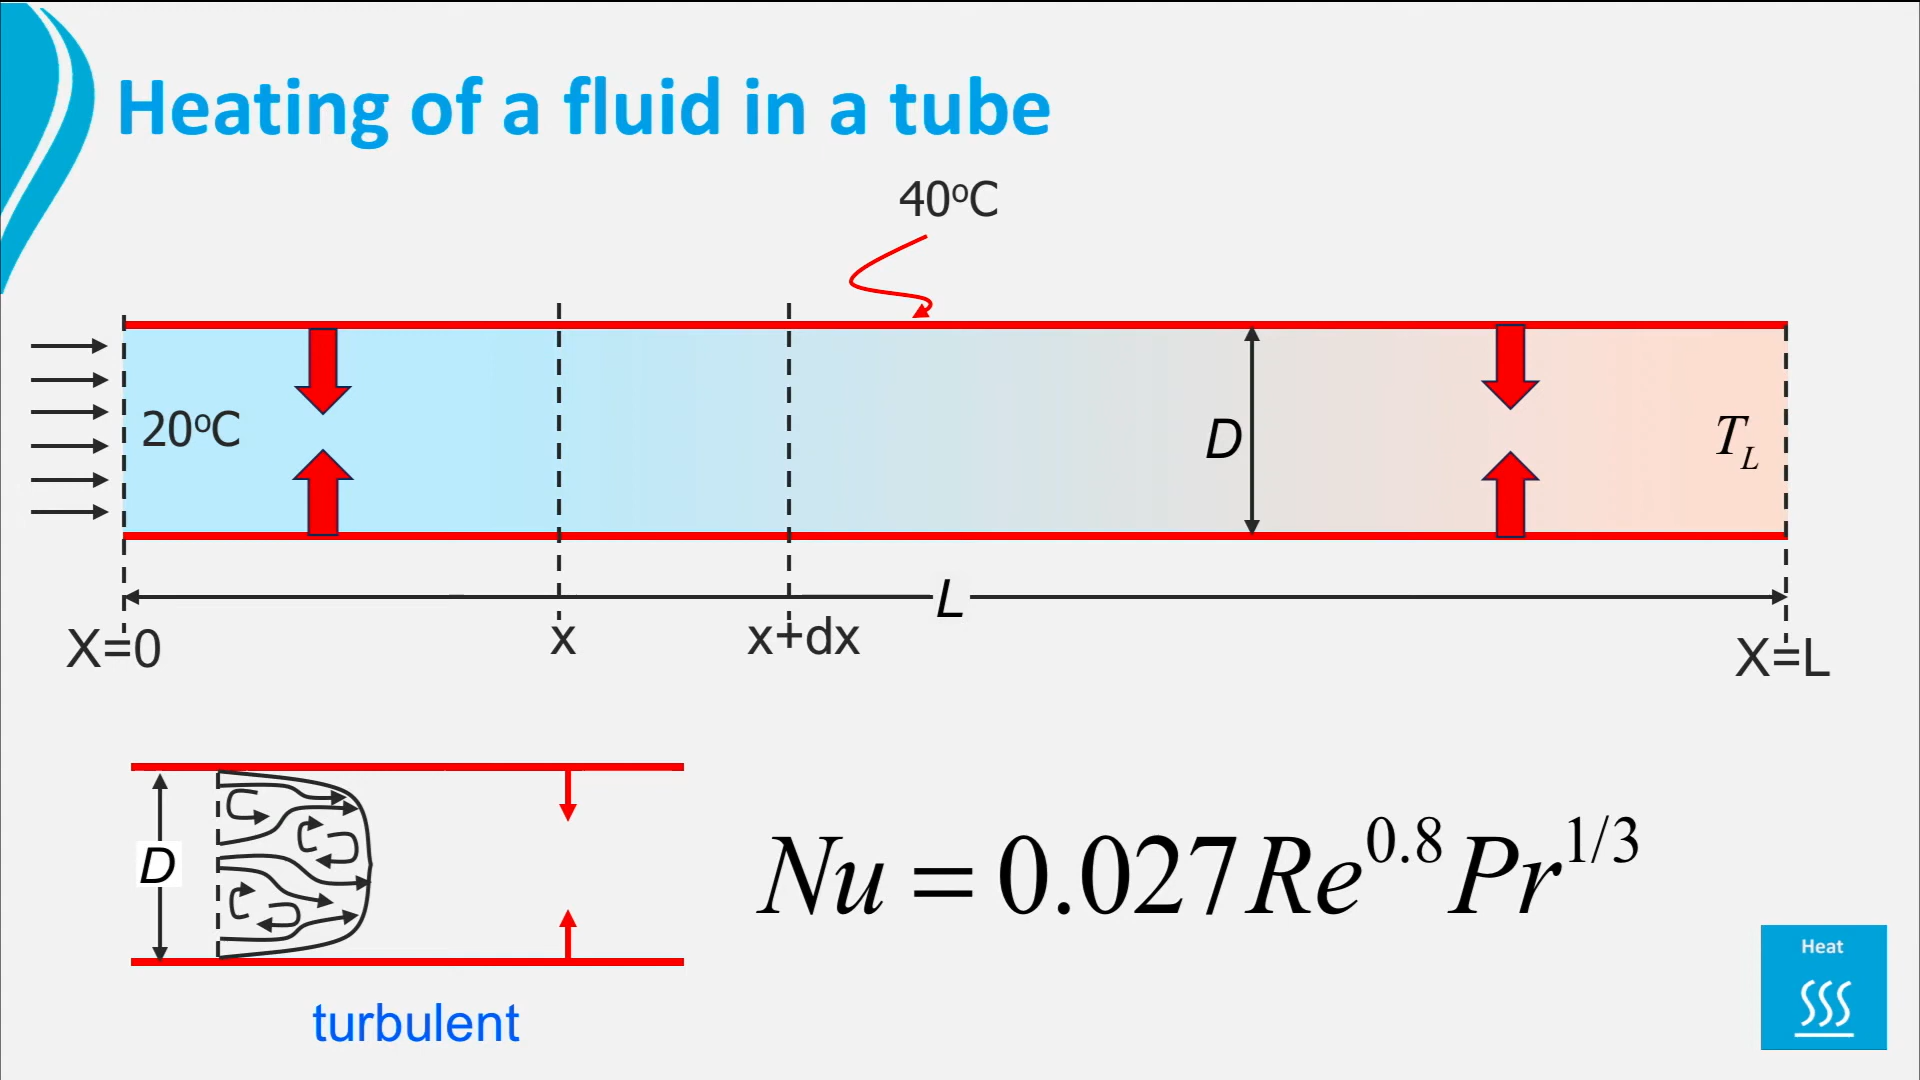 Heating of a fluid in a tube
40°C
20°C
D
T_L
L
X=0
x
x+dx
X=L
D
Nu = 0.027 Re^0.8 Pr^1/3
turbulent
Heat